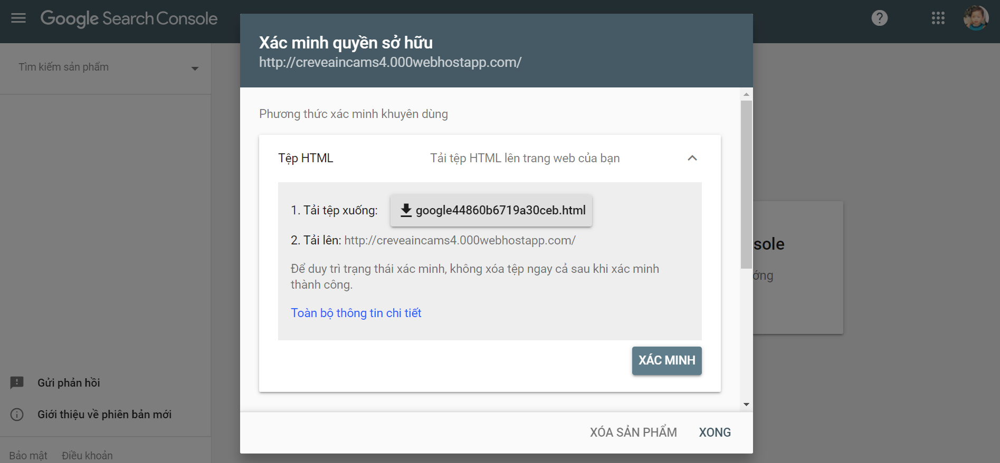 Google Search Console
Tìm kiếm sản phẩm
Xác minh quyền sở hữu
http://creveaincams4.000webhostapp.com/
Phương thức xác minh khuyên dùng
Tệp HTML Tải tệp HTML lên trang web của bạn
1. Tải tệp xuống: google44860b6719a30ceb.html
2. Tải lên: http://creveaincams4.000webhostapp.com/
Để duy trì trạng thái xác minh, không xóa tệp ngay cả sau khi xác minh
thành công.
Toàn bộ thông tin chi tiết
XÁC MINH
XÓA SẢN PHẨM XONG
sole
ớng
Gửi phản hồi
Giới thiệu về phiên bản mới
Bảo mật Điều khoản